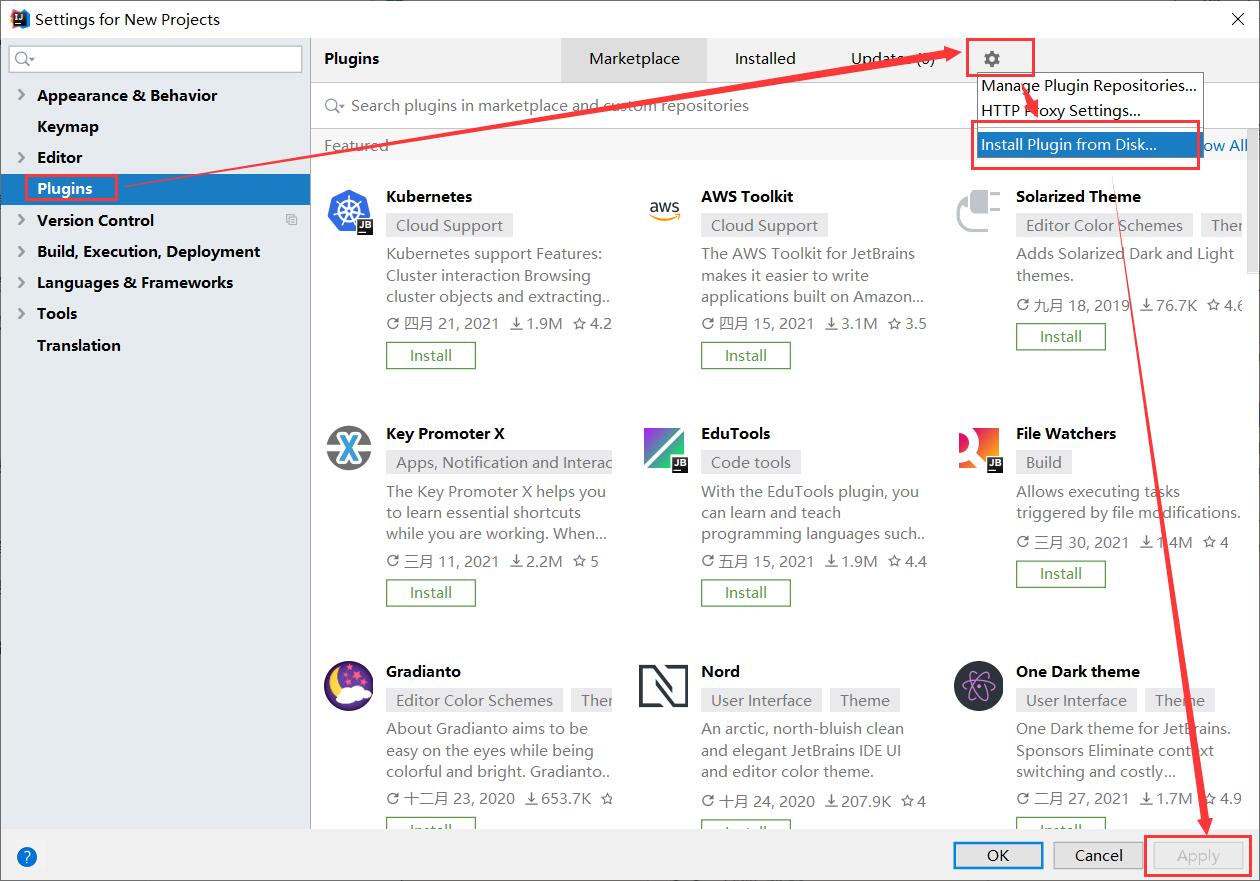 Settings for New Projects
Appearance & Behavior
Keymap
Editor
Plugins
Version Control
Build, Execution, Deployment
Languages & Frameworks
Tools
Translation
Plugins
Marketplace
Installed
Updates (6)
Manage Plugin Repositories...
HTTP Proxy Settings...
Install Plugin from Disk...
Search plugins in marketplace and custom repositories
Featured
ow All
Kubernetes
Cloud Support
Kubernetes support Features:
Cluster interaction Browsing
cluster objects and extracting..
四月 21, 2021 1.9M 4.2
Install
aws
AWS Toolkit
Cloud Support
The AWS Toolkit for JetBrains
makes it easier to write
applications built on Amazon...
四月 15, 2021 3.1M 3.5
Install
Solarized Theme
Editor Color Schemes Ther
Adds Solarized Dark and Light
themes.
九月 18, 2019 76.7K 4.6
Install
Key Promoter X
Apps, Notification and Interac
The Key Promoter X helps you
to learn essential shortcuts
while you are working. When...
三月 11, 2021 2.2M 5
Install
EduTools
Code tools
With the EduTools plugin, you
can learn and teach
programming languages such..
五月 15, 2021 1.9M 4.4
Install
File Watchers
Build
Allows executing tasks
triggered by file modifications.
三月 30, 2021 1.4M 4
Install
Gradianto
Editor Color Schemes Ther
About Gradianto aims to be
easy on the eyes while being
colorful and bright. Gradianto..
十二月 23, 2020 653.7K
Install
Nord
User Interface Theme
An arctic, north-bluish clean
and elegant JetBrains IDE UI
and editor color theme.
十月 24, 2020 207.9K 4
Install
One Dark theme
User Interface Theme
One Dark theme for JetBrains.
Sponsors Eliminate context
switching and costly...
二月 27, 2021 1.7M 4.9
Install
?
OK
Cancel
Apply